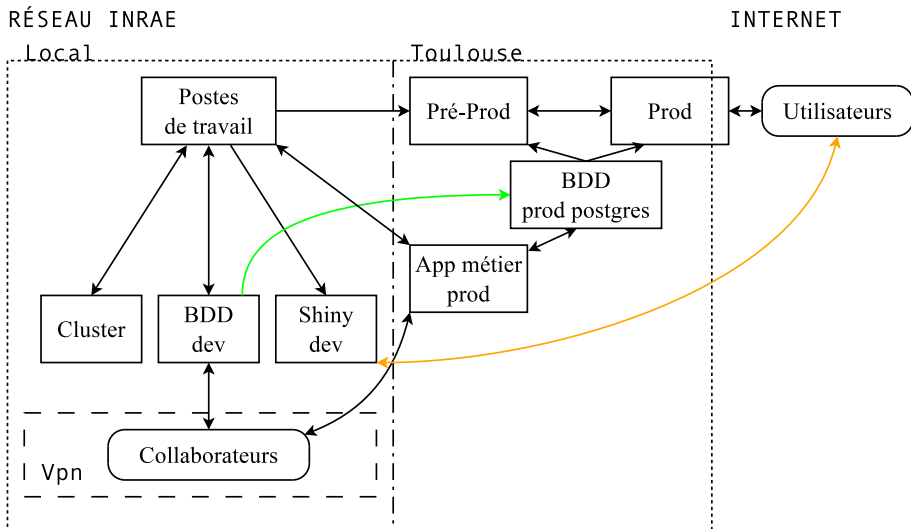 RÉSEAU INRAE
INTERNET
Local
Toulouse
Postes
de travail
Pré-Prod
Prod
Utilisateurs
BDD
prod postgres
App métier
prod
Cluster
BDD
dev
Shiny
dev
Collaborateurs
Vpn